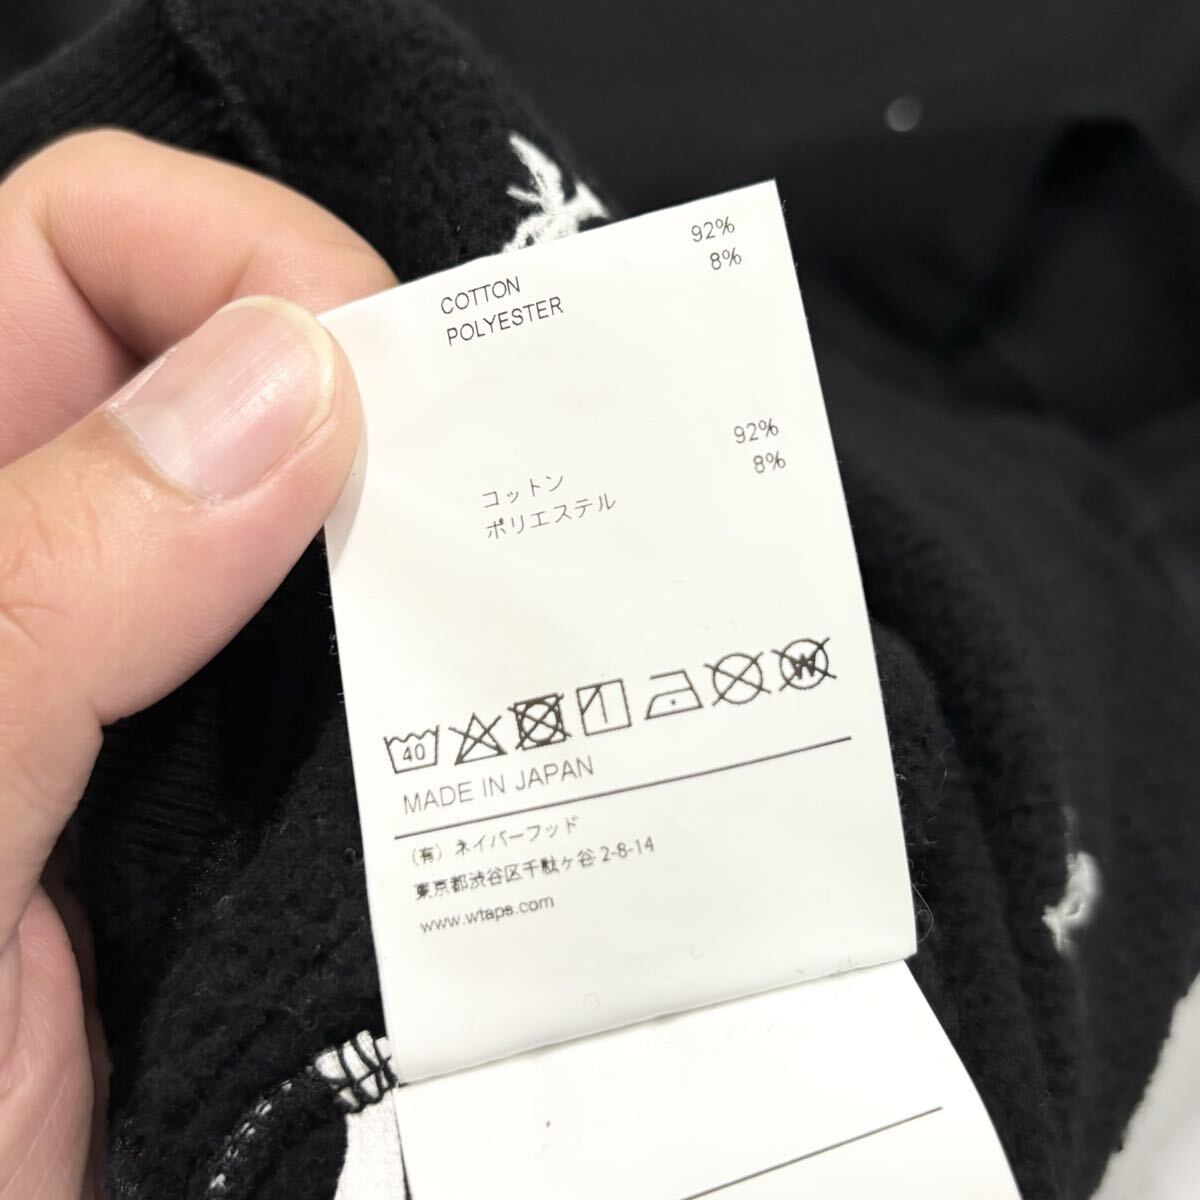 COTTON 92%
POLYESTER 8%
コットン 92%
ポリエステル 8%
40 W
MADE IN JAPAN
(有) ネイバーフッド
東京都渋谷区千駄ヶ谷 2-8-14
www.wtaps.com